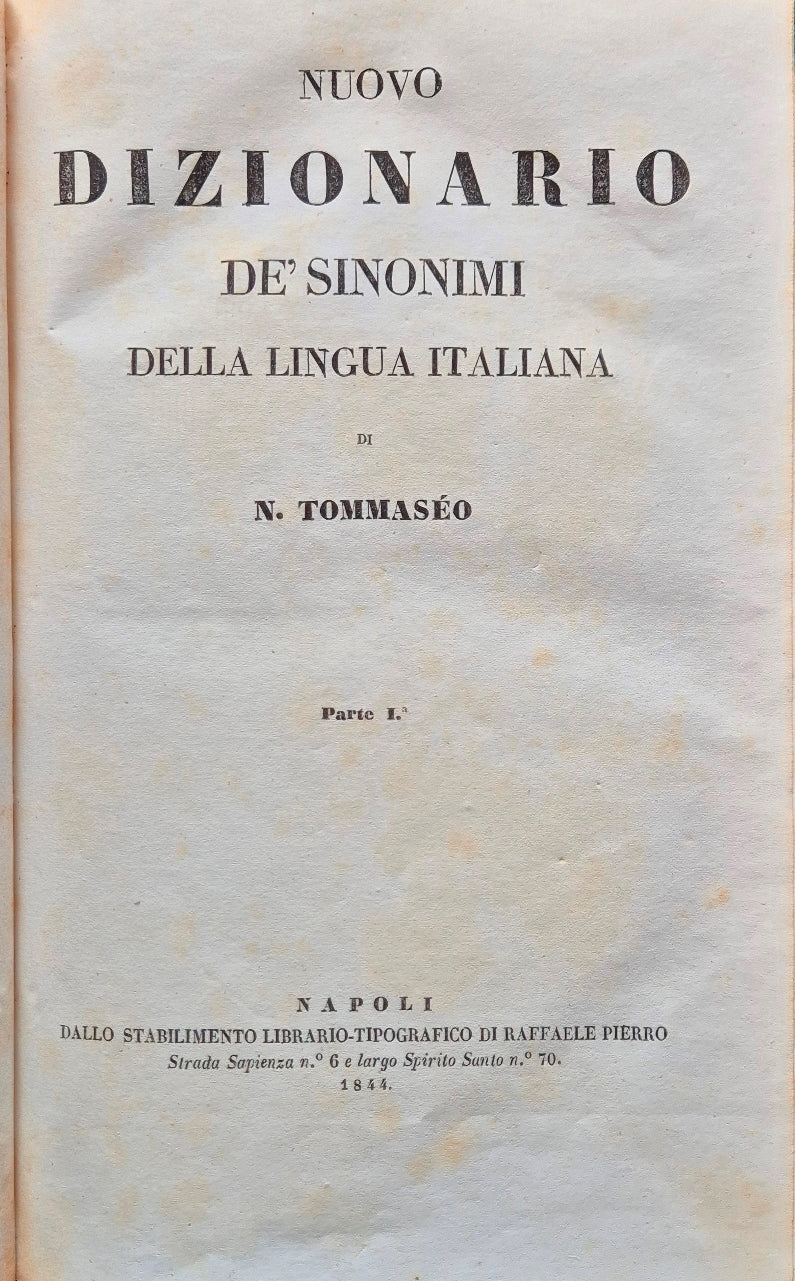 NUOVO
DIZIONARIO
DE' SINONIMI
DELLA LINGUA ITALIANA
DI
N. TOMMASÉO
Parte I.ª
NAPOLI
DALLO STABILIMENTO LIBRARIO-TIPOGRAFICO DI RAFFAELE PIERRO
Strada Sapienza n.º 6 e largo Spirito Santo n.º 70.
1844.